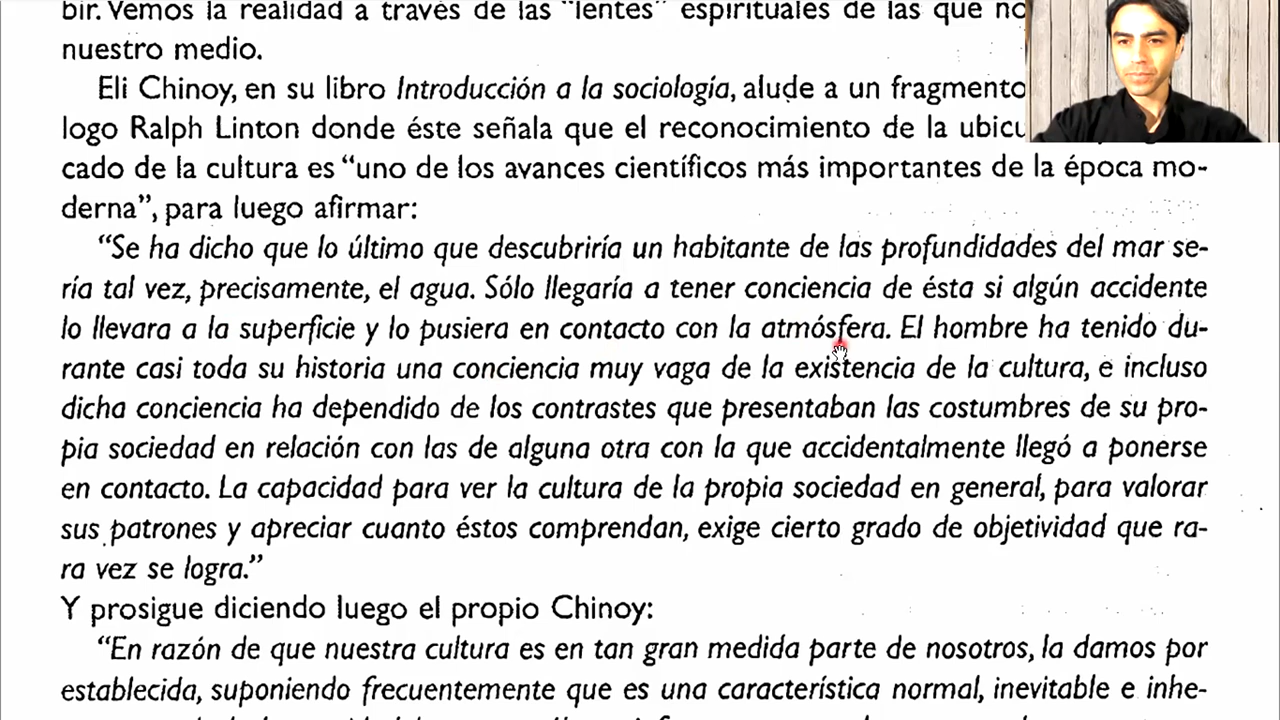 bir. Vemos la realidad a través de las “lentes” espirituales de las que
nuestro medio.
Eli Chinoy, en su libro Introducción a la sociología, alude a un fragmento
logo Ralph Linton donde éste señala que el reconocimiento de la
cado de la cultura es “uno de los avances científicos más importantes de la época mo-
derna”, para luego afirmar:
“Se ha dicho que lo último que descubriría un habitante de las profundidades del mar se-
ría tal vez, precisamente, el agua. Sólo llegaría a tener conciencia de ésta si algún accidente
lo llevara a la superficie y lo pusiera en contacto con la atmósfera. El hombre ha tenido du-
rante casi toda su historia una conciencia muy vaga de la existencia de la cultura, e incluso
dicha conciencia ha dependido de los contrastes que presentaban las costumbres de su pro-
pia sociedad en relación con las de alguna otra con la que accidentalmente llegó a ponerse
en contacto. La capacidad para ver la cultura de la propia sociedad en general, para valorar
sus patrones y apreciar cuanto éstos comprendan, exige cierto grado de objetividad que ra-
ra vez se logra.”
Y prosigue diciendo luego el propio Chinoy:
“En razón de que nuestra cultura es en tan gran medida parte de nosotros, la damos por
establecida, suponiendo frecuentemente que es una característica normal, inevitable e inhe-